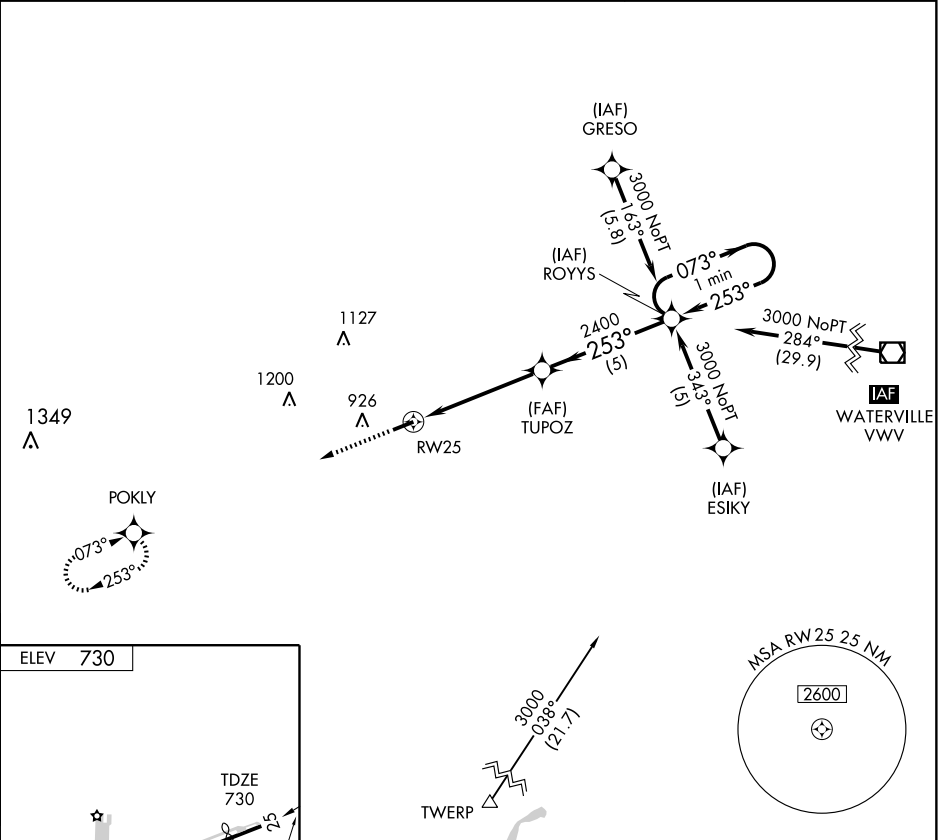 (IAF)
GRESO
3000 NoPT
163°
(5.8)
(IAF)
ROYYS
073°
1 min
253°
3000 NoPT
284°
(29.9)
IAF
WATERVILLE
VWV
2400
253°
(5)
3000 NoPT
343°
(5)
1127
1200
926
1349
(FAF)
TUPOZ
RW25
(IAF)
ESIKY
POKLY
073°
253°
ELEV 730
TDZE
730
25
3000
038°
(21.7)
TWERP
MSA RW25 25 NM
2600